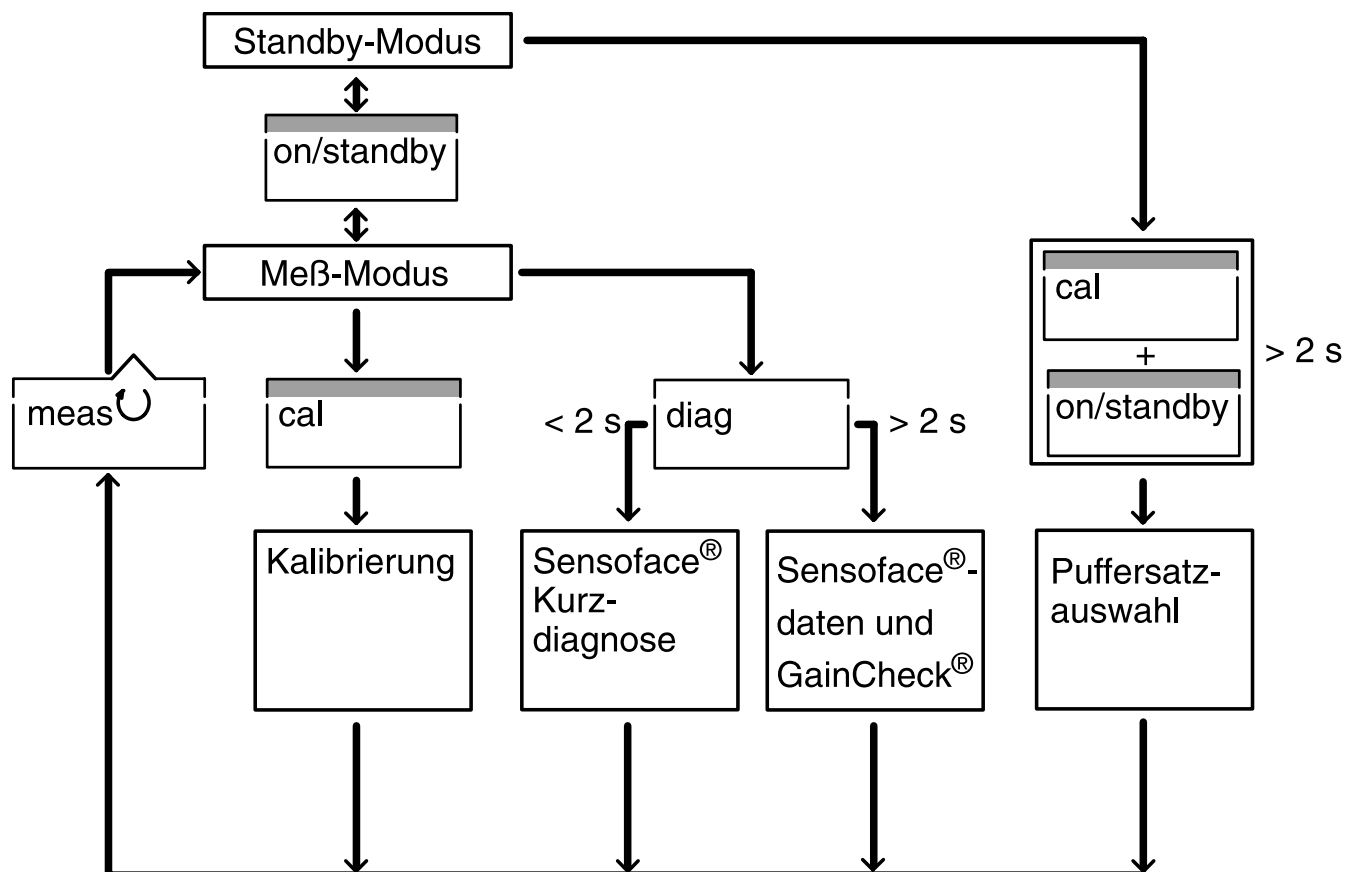 Standby-Modus
on/standby
Meß-Modus
cal
+
on/standby
> 2 s
meas
cal
< 2 s
diag
> 2 s
Kalibrierung
Sensoface®
Kurz-
diagnose
Sensoface®-
daten und
GainCheck®
Puffersatz-
auswahl